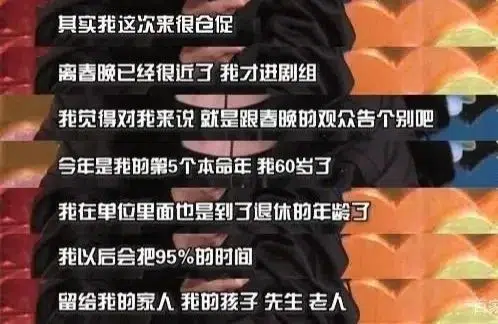 其实我这次来很仓促
离春晚已经很近了 我才进剧组
我觉得对我来说 就是跟春晚的观众告个别吧
今年是我的第5个本命年 我60岁了
我在单位里面也是到了退休的年龄了
我以后会把95%的时间
留给我的家人 我的孩子 先生 老人